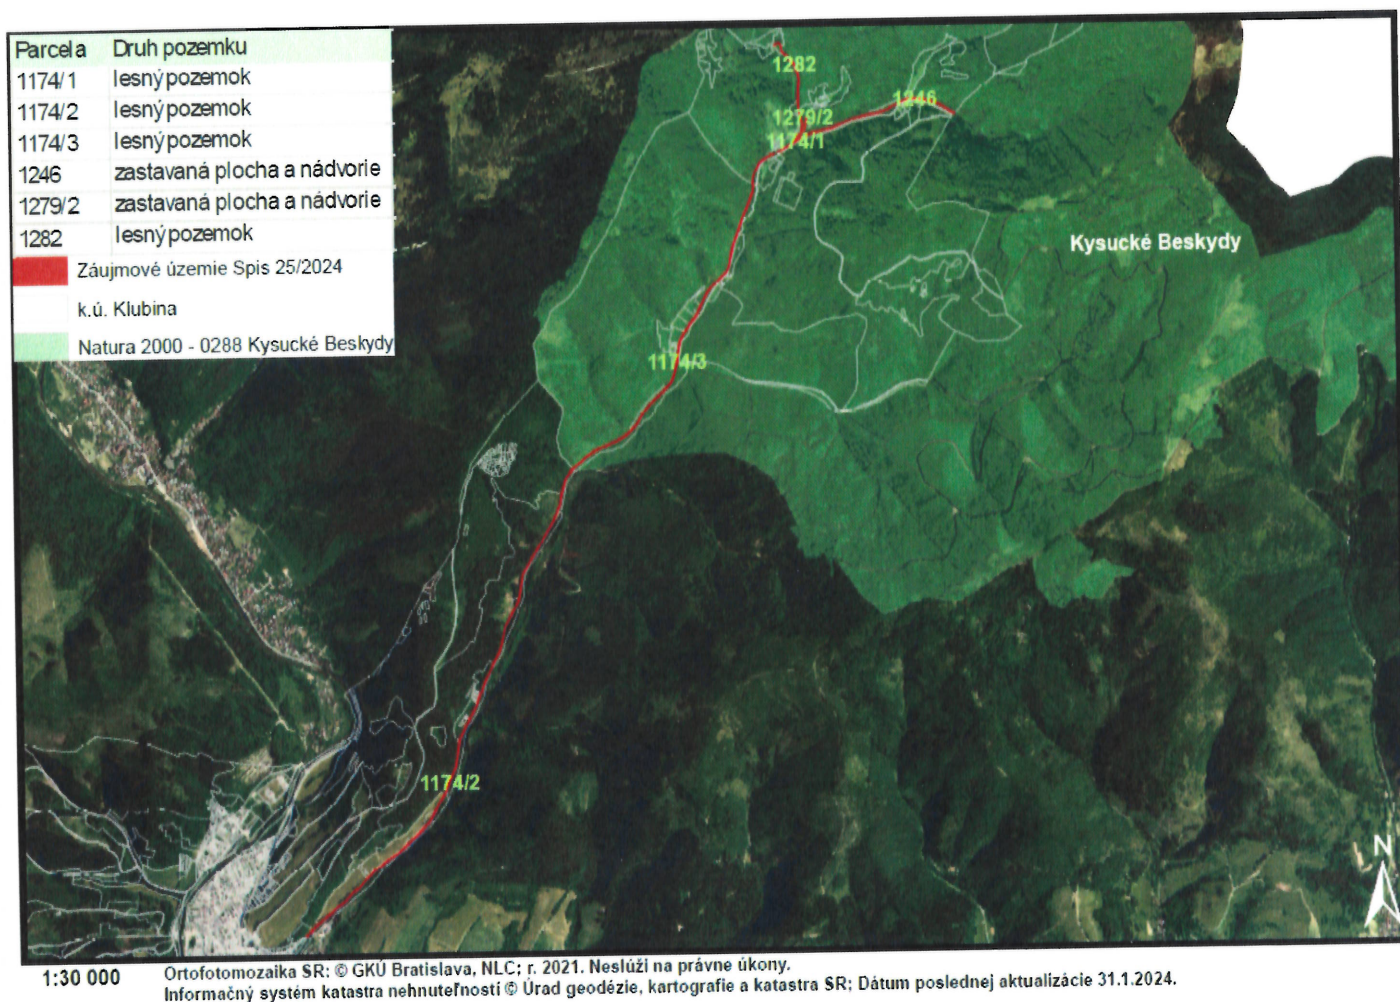 Parcela Druh pozemku
1174/1 lesný pozemok
1174/2 lesný pozemok
1174/3 lesný pozemok
1246 zastavaná plocha a nádvorie
1279/2 zastavaná plocha a nádvorie
1282 lesný pozemok
Záujmové územie Spis 25/2024
k.ú. Klubina
Natura 2000 - 0288 Kysucké Beskydy
1282
1246
1279/2
1174/1
Kysucké Beskydy
1174/3
1174/2
N
1:30 000
Ortofotomozaika SR: © GKÚ Bratislava, NLC; r. 2021. Neslúži na právne úkony.
Informačný systém katastra nehnuteľností © Úrad geodézie, kartografie a katastra SR; Dátum poslednej aktualizácie 31.1.2024.